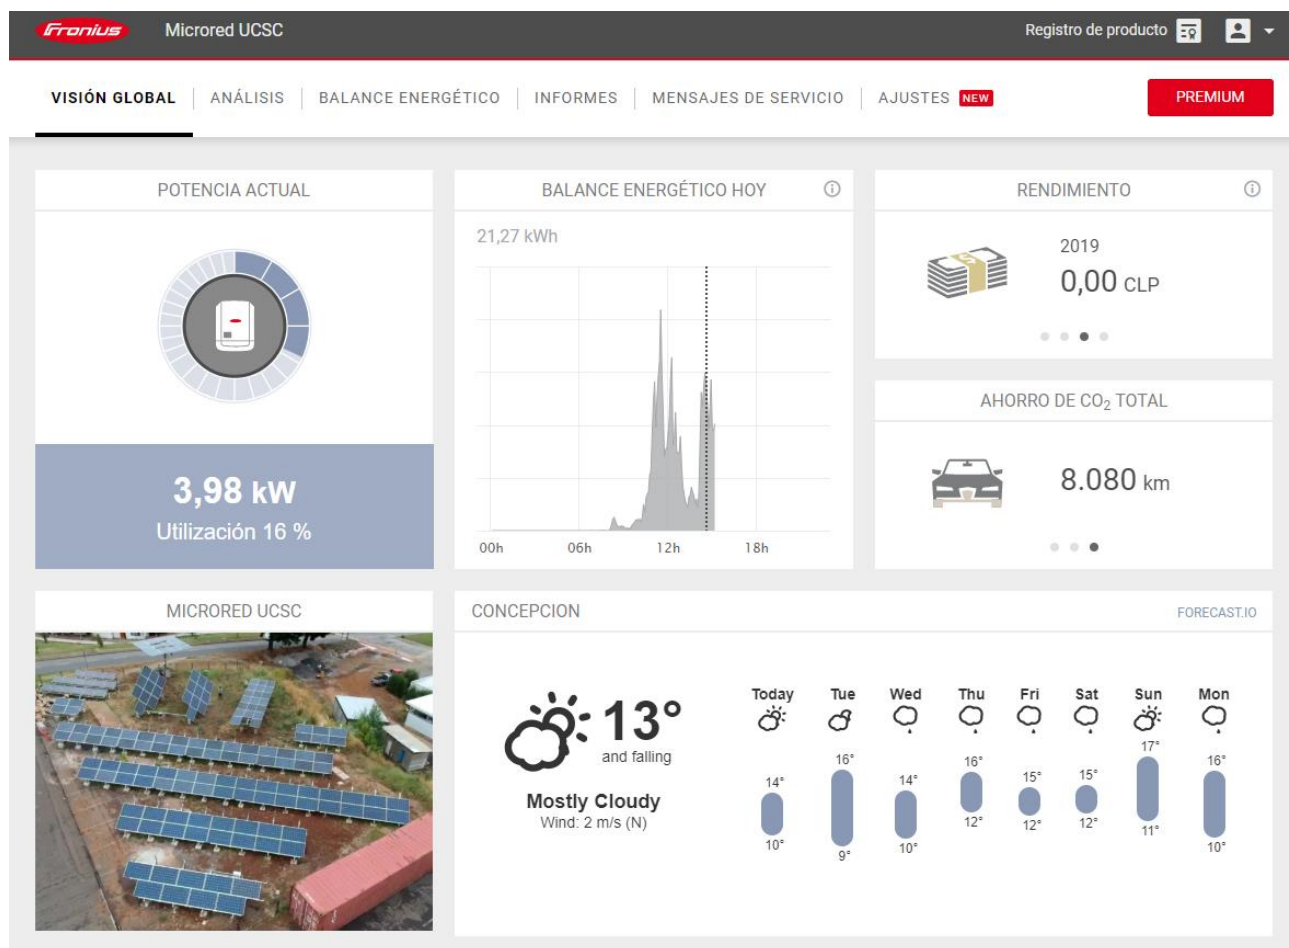 Fronius
Microred UCSC
Registro de producto
VISIÓN GLOBAL
ANÁLISIS
BALANCE ENERGÉTICO
INFORMES
MENSAJES DE SERVICIO
AJUSTES NEW
PREMIUM
POTENCIA ACTUAL
3,98 kW
Utilización 16 %
BALANCE ENERGÉTICO HOY
21,27 kWh
00h 06h 12h 18h
RENDIMIENTO
2019
0,00 CLP
AHORRO DE CO₂ TOTAL
8.080 km
MICRORED UCSC
CONCEPCION
FORECAST.IO
13°
and falling
Mostly Cloudy
Wind: 2 m/s (N)
Today Tue Wed Thu Fri Sat Sun Mon
14° 16° 14° 16° 15° 15° 17° 16°
10° 9° 10° 12° 12° 12° 11° 10°